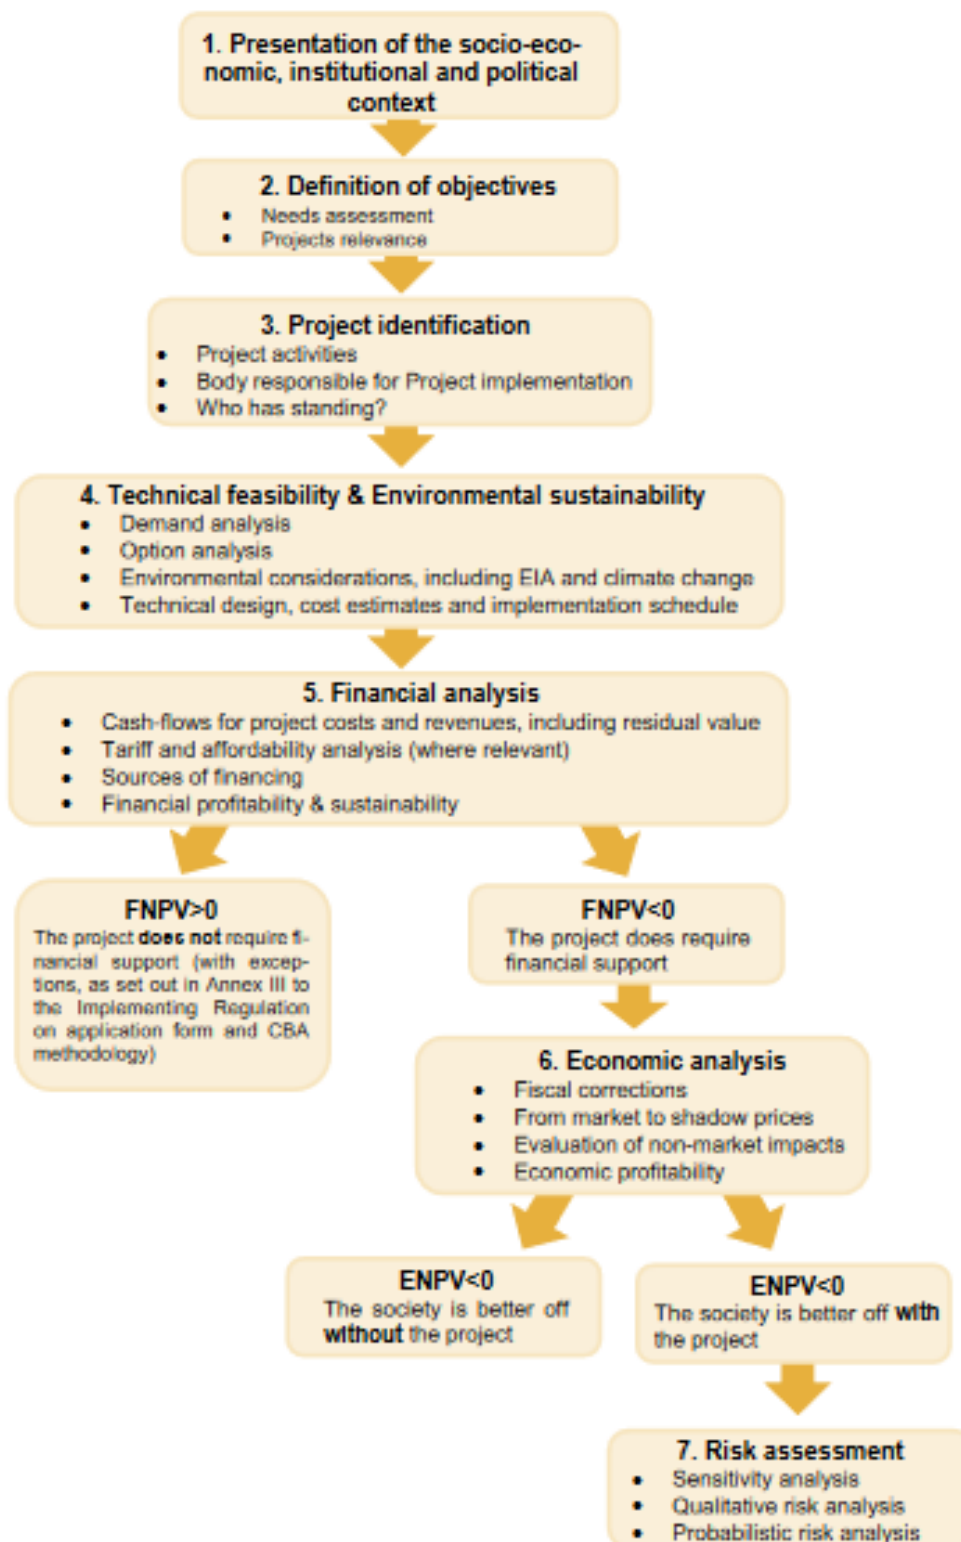 1. Presentation of the socio-eco-
nomic, institutional and political
context
2. Definition of objectives
• Needs assessment
• Projects relevance
3. Project identification
• Project activities
• Body responsible for Project implementation
• Who has standing?
4. Technical feasibility & Environmental sustainability
• Demand analysis
• Option analysis
• Environmental considerations, including EIA and climate change
• Technical design, cost estimates and implementation schedule
5. Financial analysis
• Cash-flows for project costs and revenues, including residual value
• Tariff and affordability analysis (where relevant)
• Sources of financing
• Financial profitability & sustainability
FNPV>0
The project does not require fi-
nancial support (with excep-
tions, as set out in Annex III to
the Implementing Regulation
on application form and CBA
methodology)
FNPV<0
The project does require
financial support
6. Economic analysis
• Fiscal corrections
• From market to shadow prices
• Evaluation of non-market impacts
• Economic profitability
ENPV<0
The society is better off
without the project
ENPV<0
The society is better off with
the project
7. Risk assessment
• Sensitivity analysis
• Qualitative risk analysis
• Probabilistic risk analysis